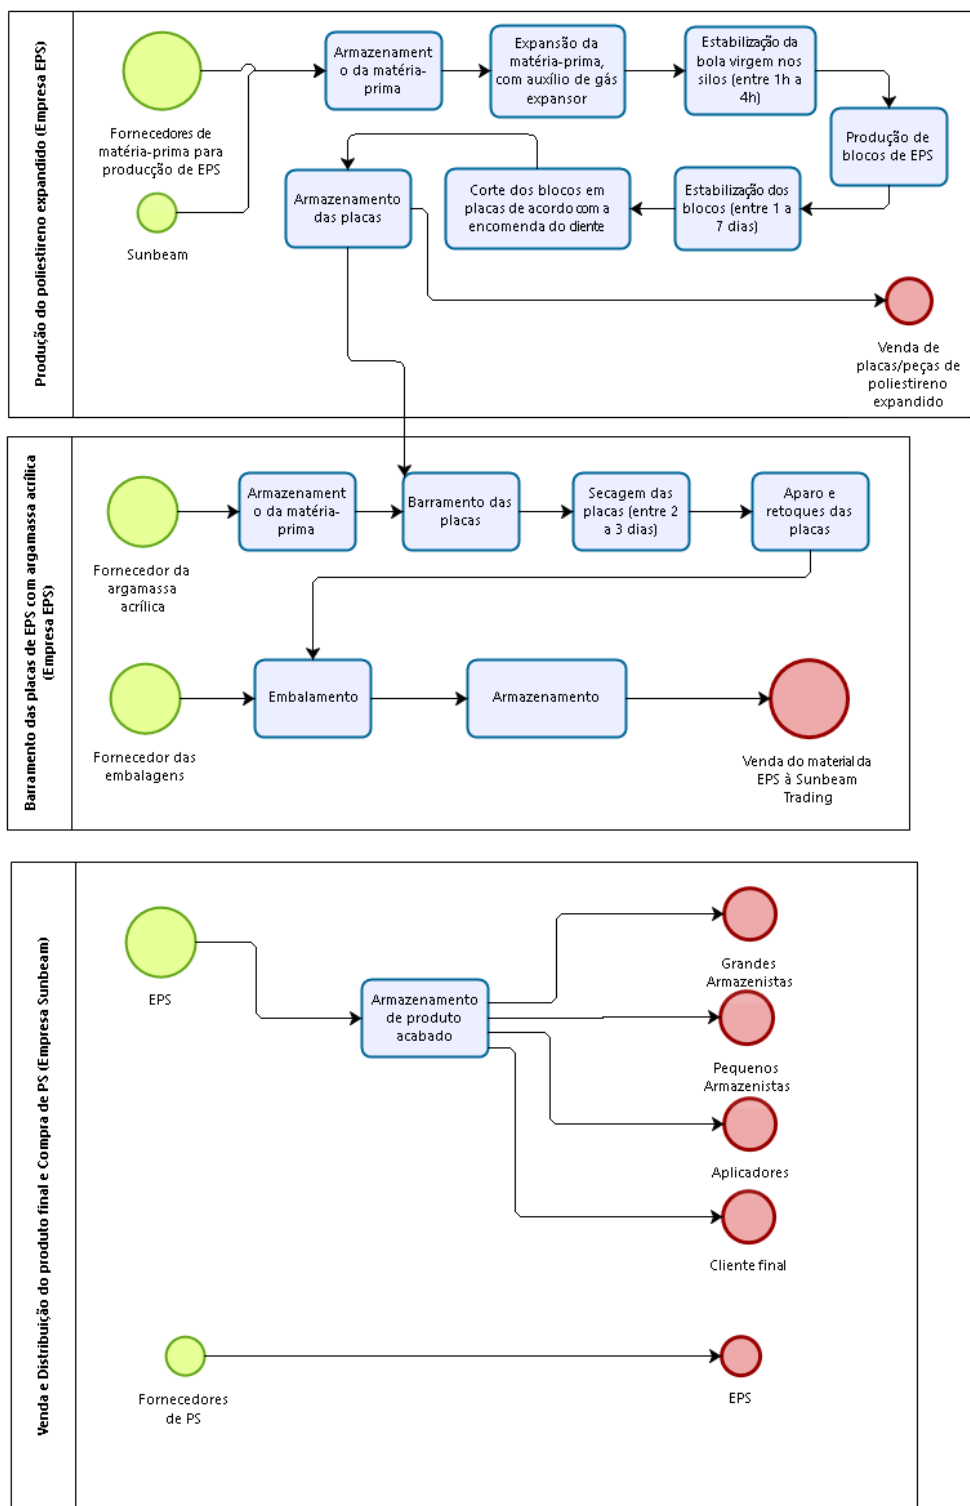 Produção do poliestireno expandido (Empresa EPS)
Fornecedores de
matéria-prima para
producção de EPS
Sunbeam
Armazenament
o da matéria-
prima
Expansão da
matéria-prima,
com auxílio de gás
expansor
Estabilização da
bola virgem nos
silos (entre 1h a
4h)
Produção de
blocos de EPS
Estabilização dos
blocos (entre 1 a
7 dias)
Corte dos blocos em
placas de acordo com a
encomenda do cliente
Armazenamento
das placas
Venda de
placas/peças de
poliestireno
expandido
Barramento das placas de EPS com argamassa acrílica
(Empresa EPS)
Fornecedor da
argamassa
acrílica
Armazenament
o da matéria-
prima
Barramento das
placas
Secagem das
placas (entre 2
a 3 dias)
Aparo e
retoques das
placas
Fornecedor das
embalagens
Embalamento
Armazenamento
Venda do material da
EPS à Sunbeam
Trading
Venda e Distribuição do produto final e Compra de PS (Empresa Sunbeam)
EPS
Armazenamento
de produto
acabado
Grandes
Armazenistas
Pequenos
Armazenistas
Aplicadores
Cliente final
Fornecedores
de PS
EPS